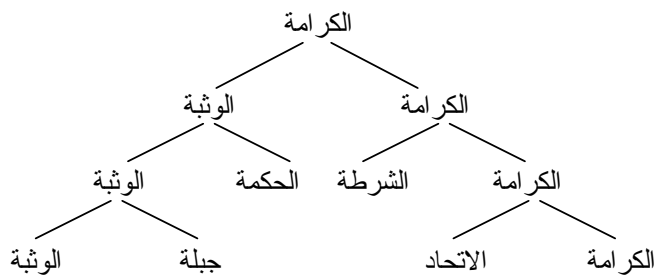 الكرامة
الوثبة الكرامة
الوثبة الحكمة الشرطة الكرامة
الوثبة جبلة الاتحاد الكرامة